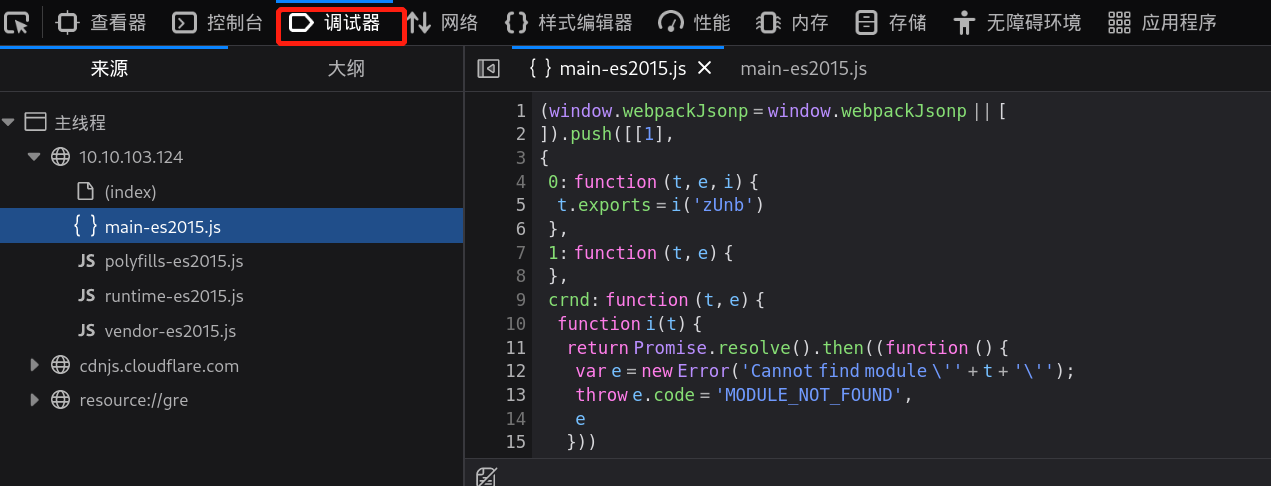 查看器 控制台 调试器 网络 样式编辑器 性能 内存 存储 无障碍环境 应用程序
来源 大纲
{ } main-es2015.js main-es2015.js
主线程
10.10.103.124
(index)
{ } main-es2015.js
JS polyfills-es2015.js
JS runtime-es2015.js
JS vendor-es2015.js
cdnjs.cloudflare.com
resource://gre
1 (window.webpackJsonp = window.webpackJsonp || [
2 ]).push([[1],
3 {
4 0: function (t, e, i) {
5 t.exports = i('zUnb')
6 },
7 1: function (t, e) {
8 },
9 crnd: function (t, e) {
10 function i(t) {
11 return Promise.resolve().then((function () {
12 var e = new Error('Cannot find module \'' + t + '\'');
13 throw e.code = 'MODULE_NOT_FOUND',
14 e
15 }))